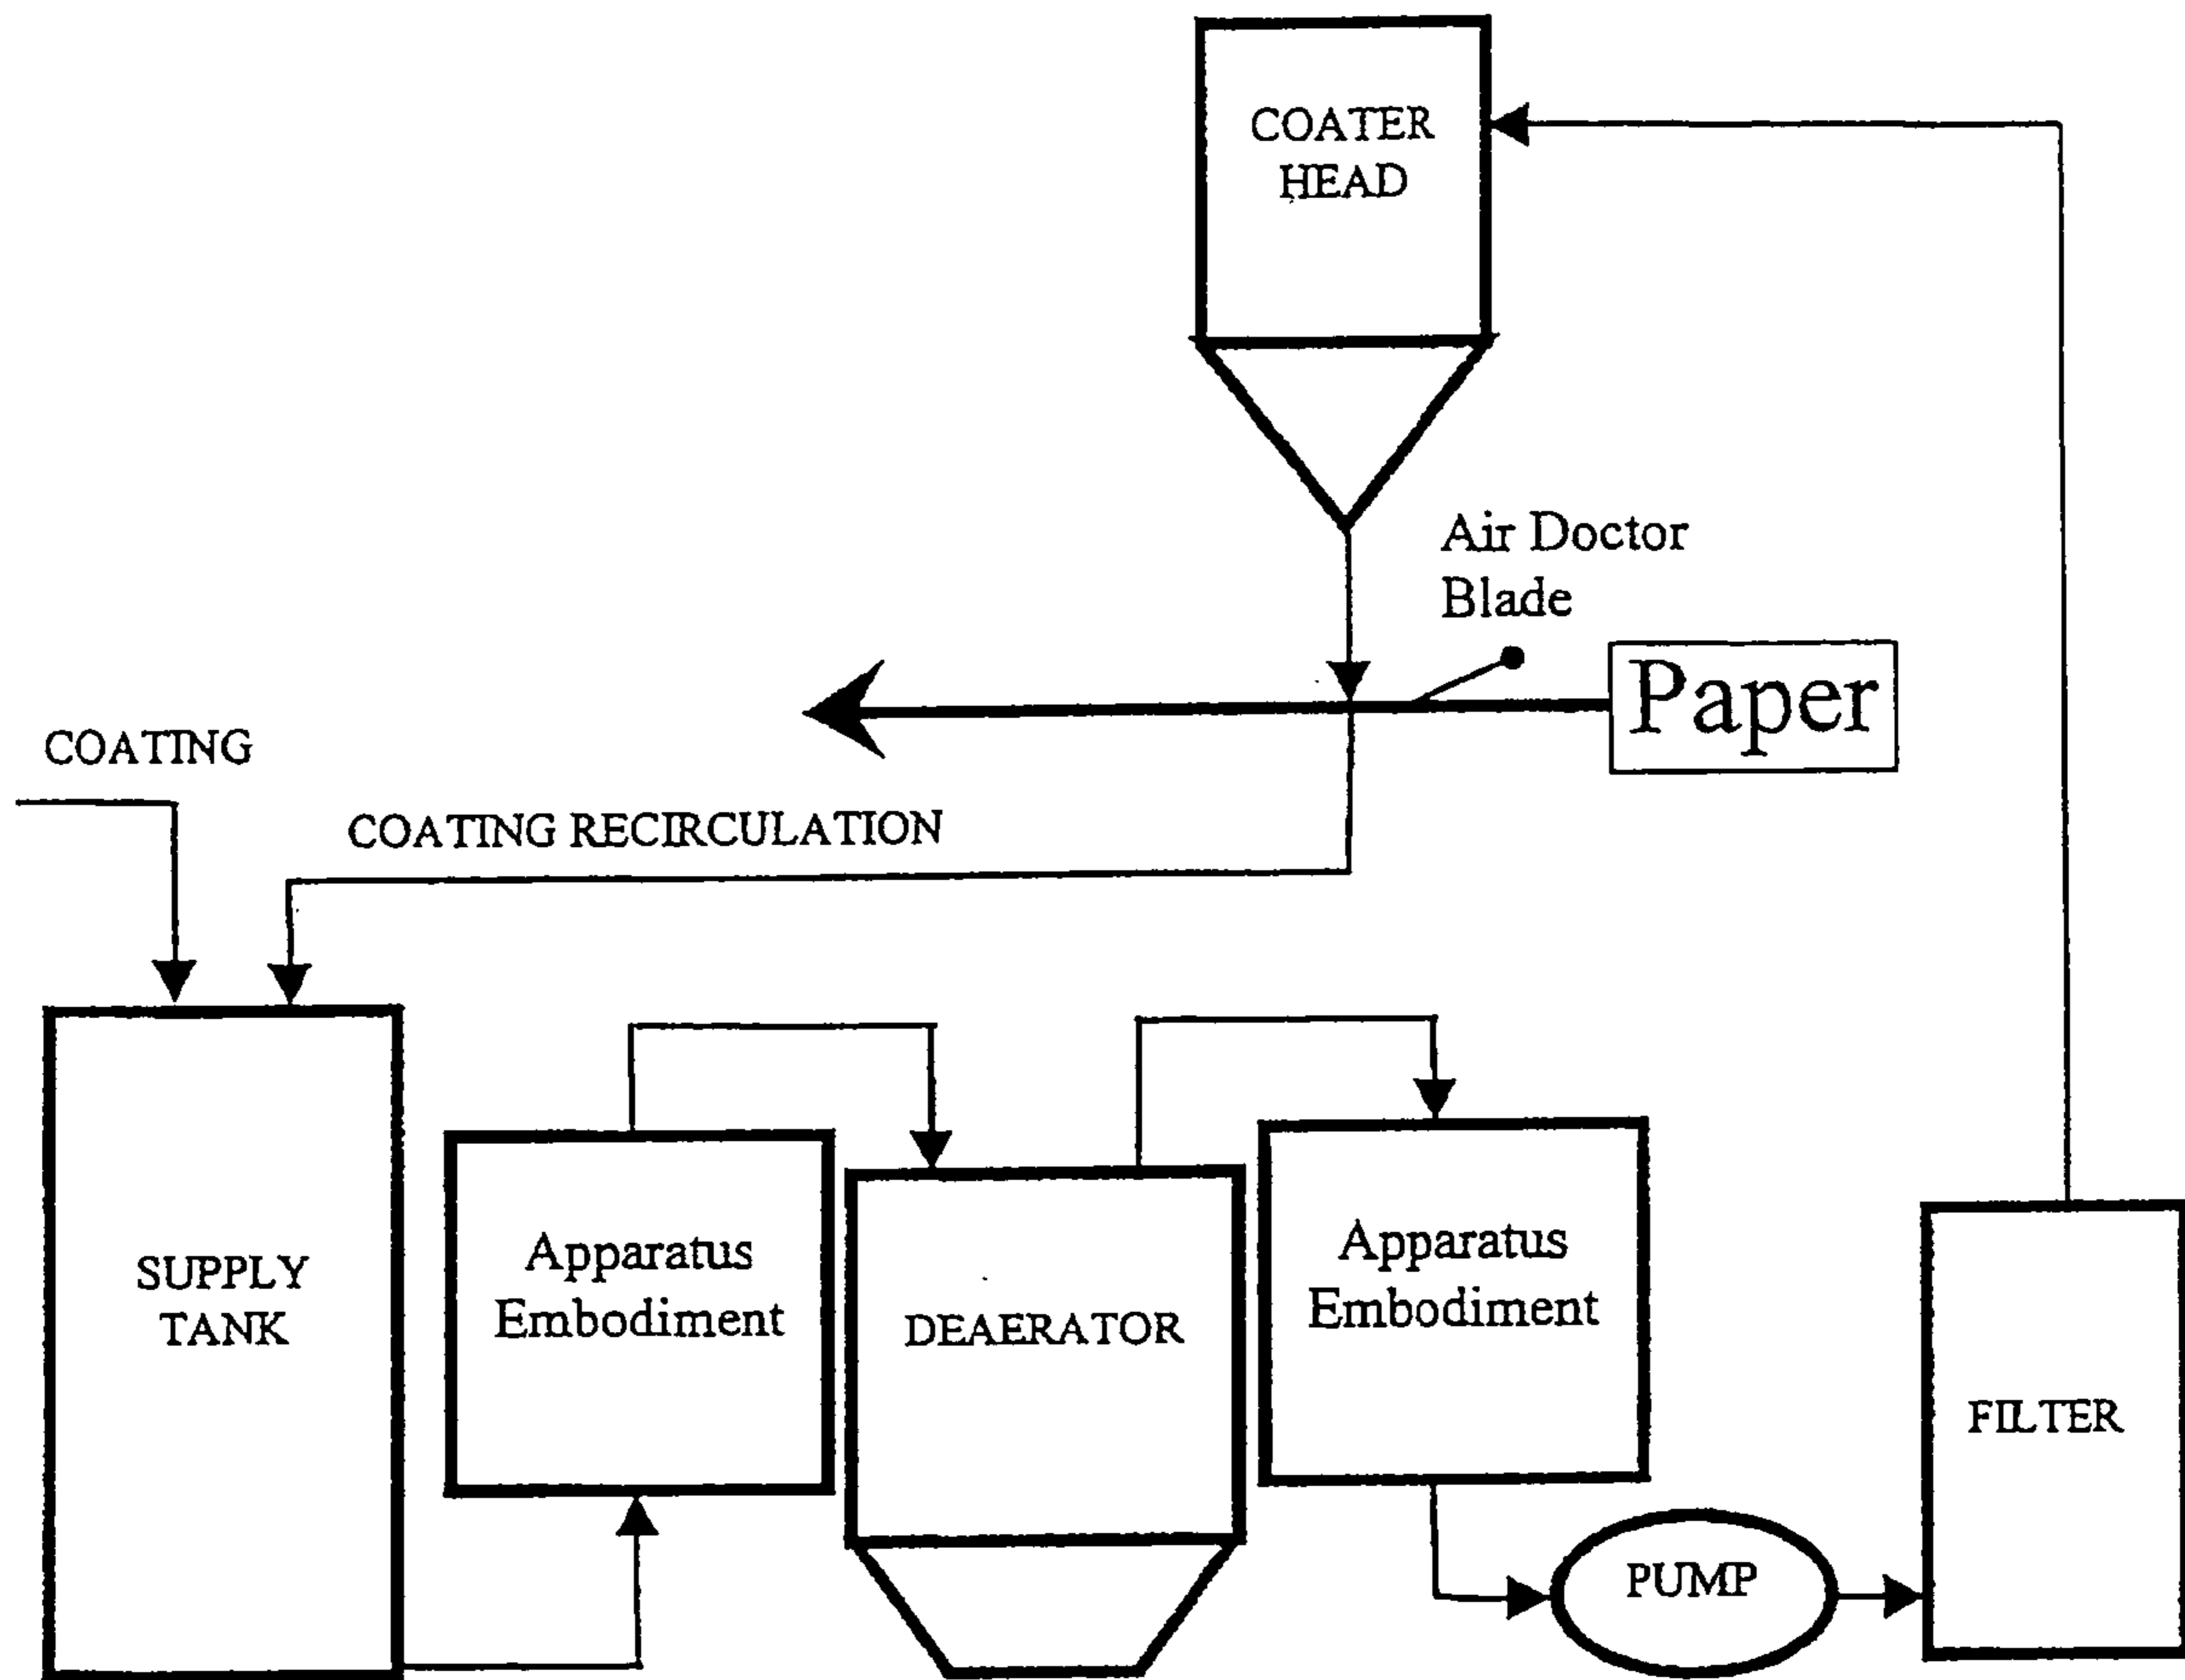 COATER
HEAD
Air Doctor
Blade
Paper
COATING
COATING RECIRCULATION
SUPPLY
TANK
Apparatus
Embodiment
DEAERATOR
Apparatus
Embodiment
PUMP
FILTER